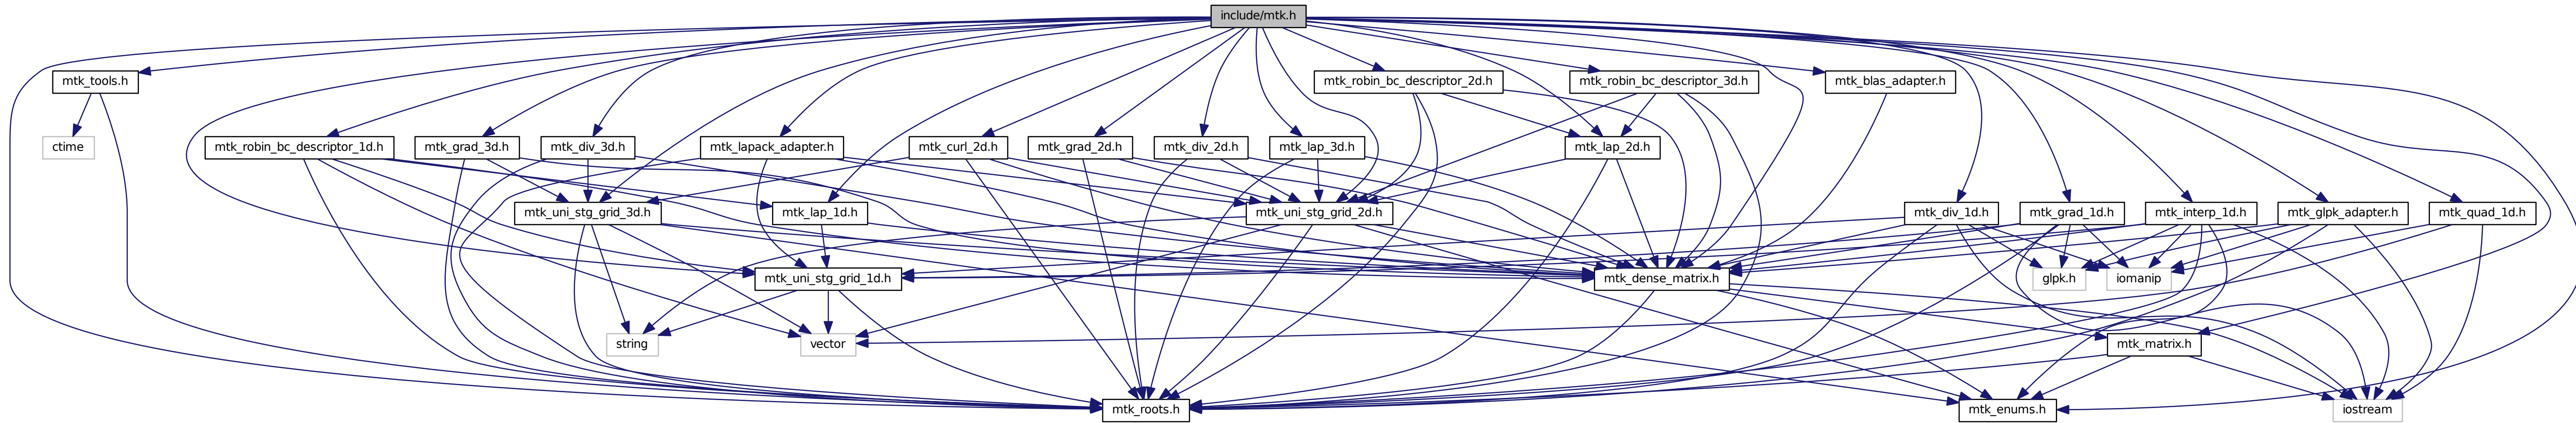 include/mtk.h
mtk_tools.h
mtk_robin_bc_descriptor_2d.h
mtk_robin_bc_descriptor_3d.h
mtk_blas_adapter.h
ctime
mtk_robin_bc_descriptor_1d.h
mtk_grad_3d.h
mtk_div_3d.h
mtk_lapack_adapter.h
mtk_curl_2d.h
mtk_grad_2d.h
mtk_div_2d.h
mtk_lap_3d.h
mtk_lap_2d.h
mtk_uni_stg_grid_3d.h
mtk_lap_1d.h
mtk_uni_stg_grid_2d.h
mtk_div_1d.h
mtk_grad_1d.h
mtk_interp_1d.h
mtk_glpk_adapter.h
mtk_quad_1d.h
mtk_uni_stg_grid_1d.h
mtk_dense_matrix.h
glpk.h
iomanip
string
vector
mtk_matrix.h
mtk_roots.h
mtk_enums.h
iostream